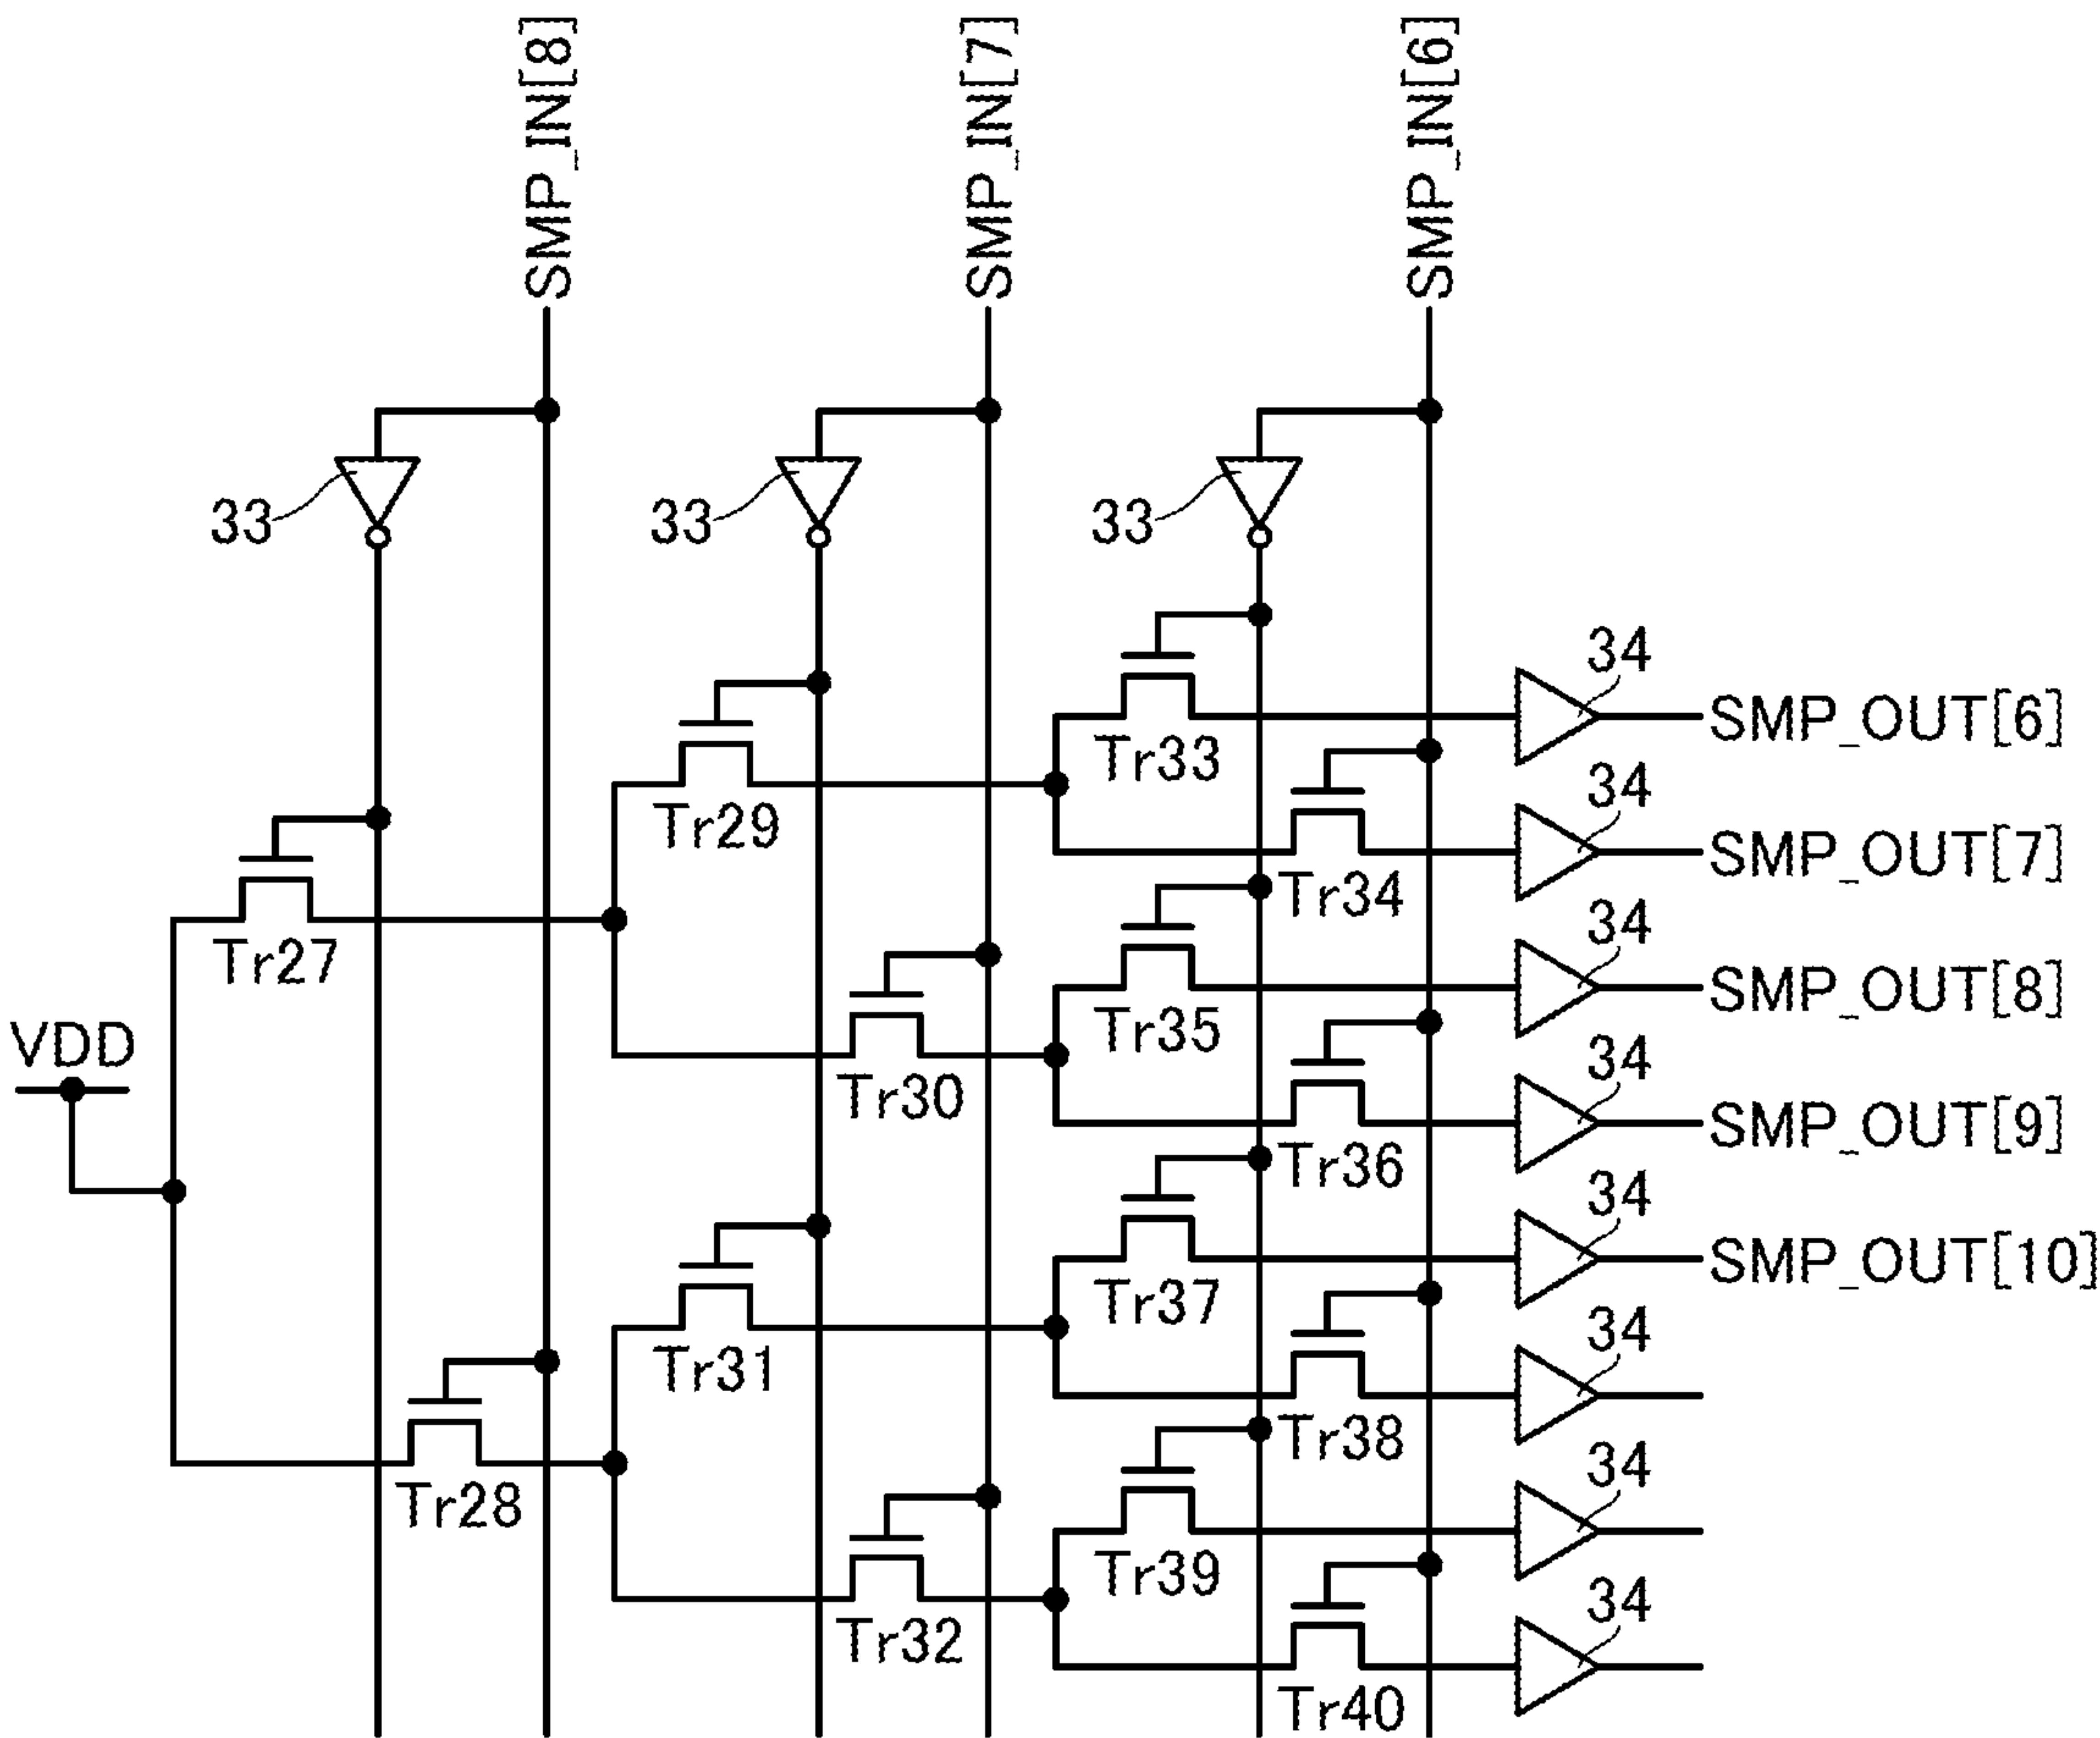 SMP_IN[8]
SMP_IN[7]
SMP_IN[6]
33
33
33
34
SMP_OUT[6]
Tr33
34
Tr29
SMP_OUT[7]
Tr34
34
Tr27
SMP_OUT[8]
Tr35
VDD
34
Tr30
SMP_OUT[9]
Tr36
34
SMP_OUT[10]
Tr37
34
Tr31
Tr38
34
Tr28
Tr39
34
Tr32
Tr40